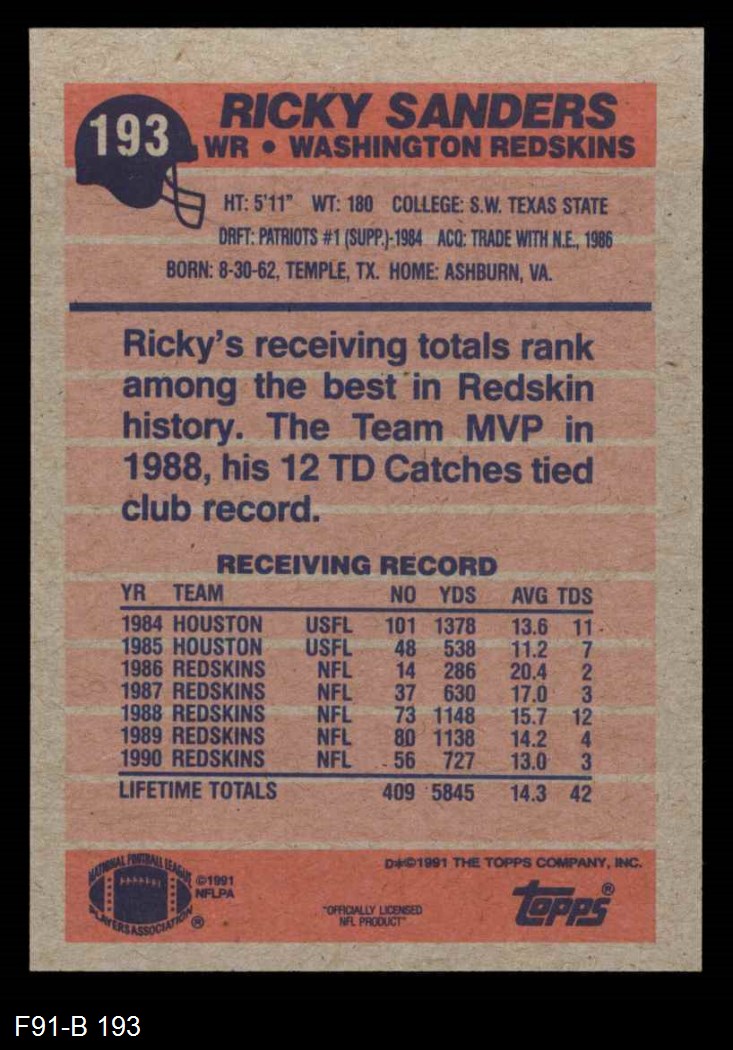 193
RICKY SANDERS
WR • WASHINGTON REDSKINS
HT: 5'11" WT: 180 COLLEGE: S.W. TEXAS STATE
DRFT: PATRIOTS #1 (SUPP.)-1984 ACQ: TRADE WITH N.E., 1986
BORN: 8-30-62, TEMPLE, TX. HOME: ASHBURN, VA.
Ricky's receiving totals rank
among the best in Redskin
history. The Team MVP in
1988, his 12 TD Catches tied
club record.
RECEIVING RECORD
YR TEAM NO YDS AVG TDS
1984 HOUSTON USFL 101 1378 13.6 11
1985 HOUSTON USFL 48 538 11.2 7
1986 REDSKINS NFL 14 286 20.4 2
1987 REDSKINS NFL 37 630 17.0 3
1988 REDSKINS NFL 73 1148 15.7 12
1989 REDSKINS NFL 80 1138 14.2 4
1990 REDSKINS NFL 56 727 13.0 3
LIFETIME TOTALS 409 5845 14.3 42
D*©1991 THE TOPPS COMPANY, INC.
NATIONAL FOOTBALL LEAGUE
PLAYERS ASSOCIATION ®
©1991
NFLPA
"OFFICIALLY LICENSED
NFL PRODUCT"
topps®
F91-B 193